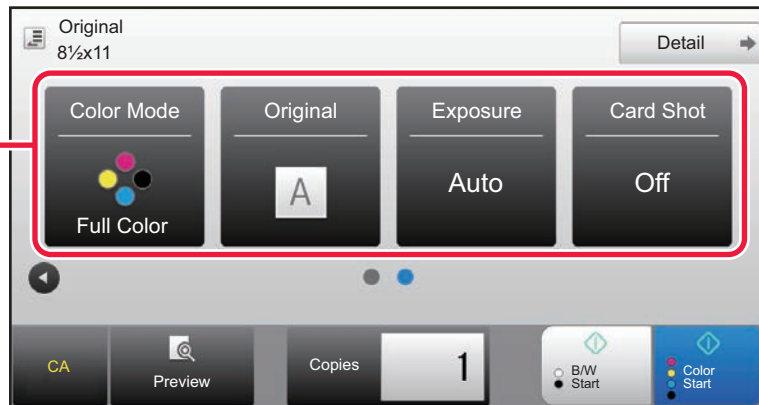 Original
8½x11
Detail
Color Mode
Original
Exposure
Card Shot
A
Auto
Off
Full Color
CA
Preview
Copies
1
B/W
Start
Color
Start